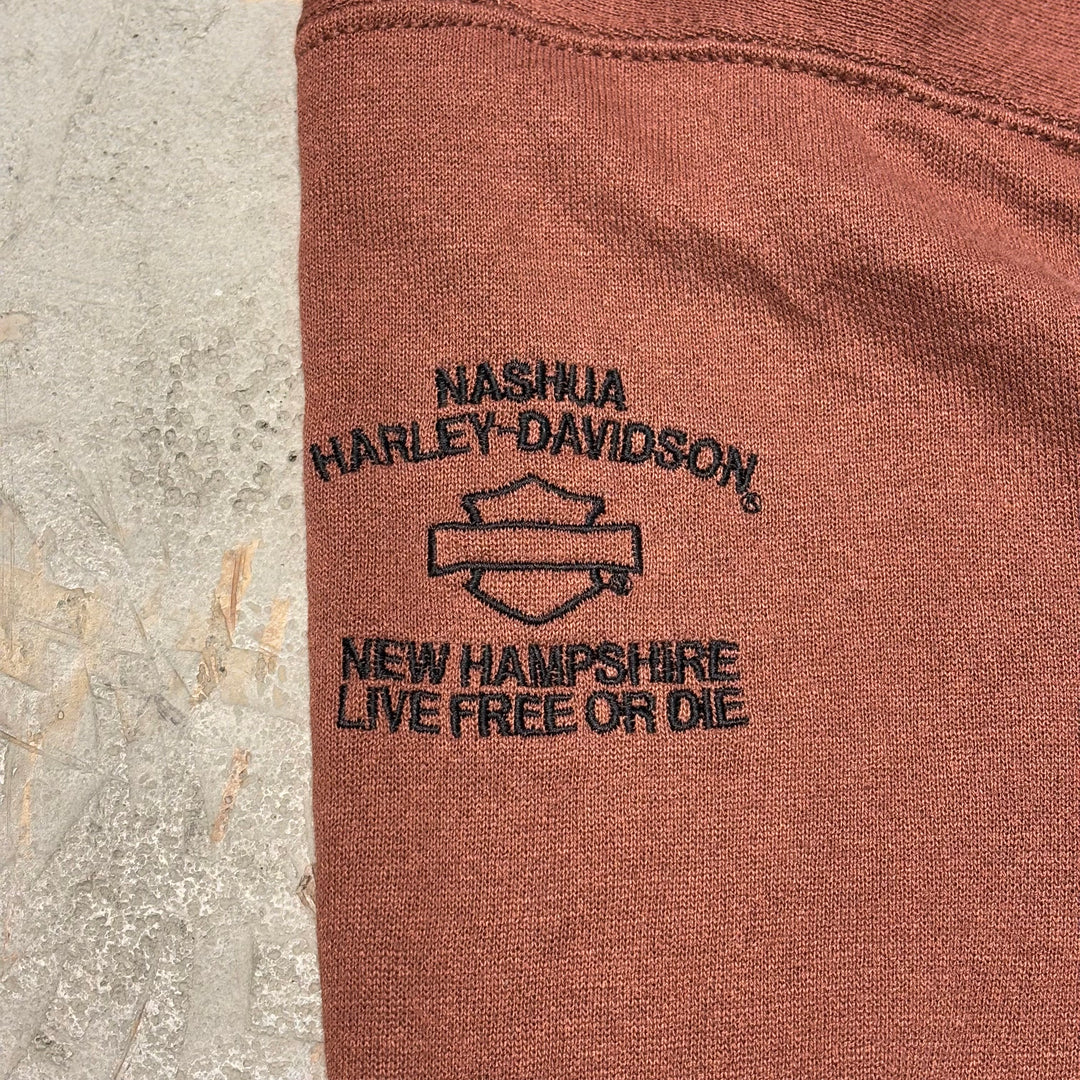 NASHUA
HARLEY-DAVIDSON
NEW HAMPSHIRE
LIVE FREE OR DIE